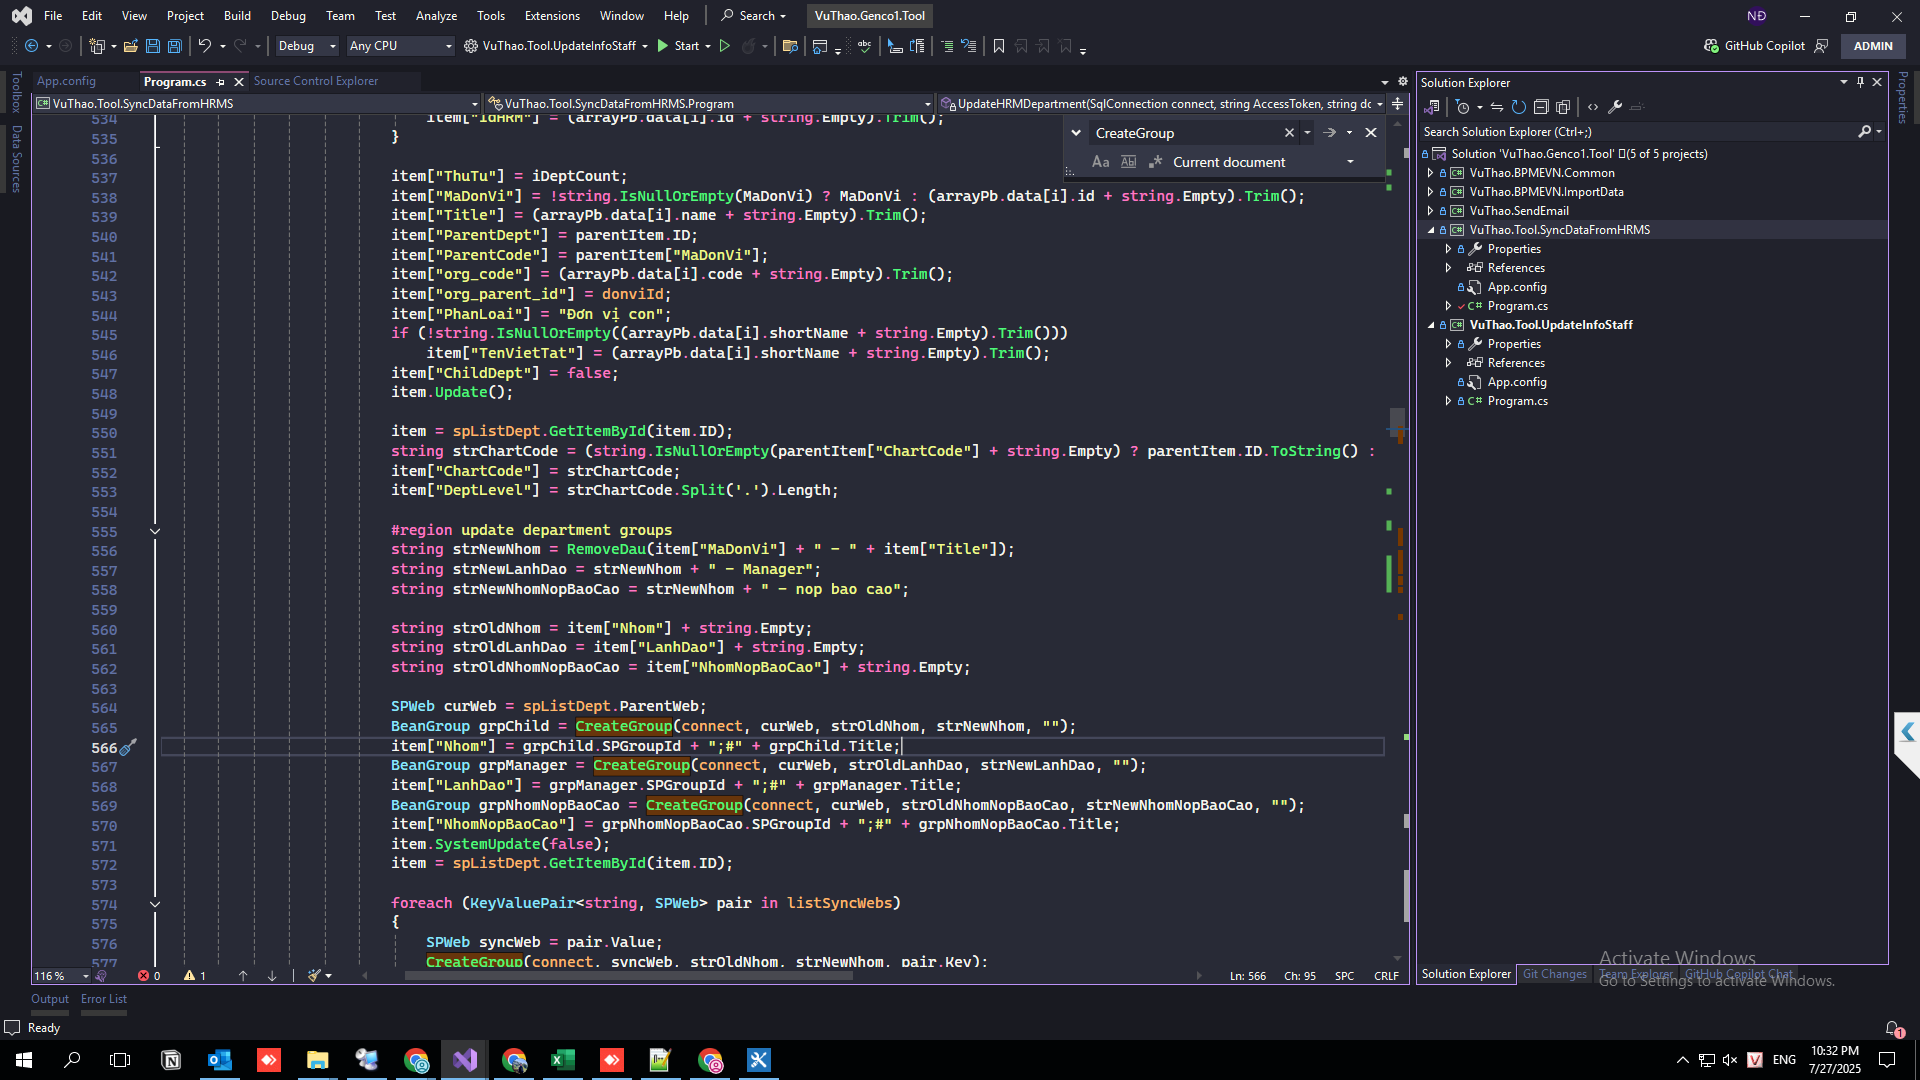 File Edit View Project Build Debug Team Test Analyze Tools Extensions Window Help Search VuThao.Genco1.Tool NĐ
Debug Any CPU VuThao.Tool.UpdateInfoStaff Start GitHub Copilot ADMIN
Toolbox
Data Sources
App.config Program.cs Source Control Explorer
VuThao.Tool.SyncDataFromHRMS VuThao.Tool.SyncDataFromHRMS.Program UpdateHRMDepartment(SqlConnection connect, string AccessToken, string dc
CreateGroup
Aa Ab Current document
534 item["IdHRM"] = (arrayPb.data[i].id + string.Empty).Trim();
535 }
536
537 item["ThuTu"] = iDeptCount;
538 item["MaDonVi"] = !string.IsNullOrEmpty(MaDonVi) ? MaDonVi : (arrayPb.data[i].id + string.Empty).Trim();
539 item["Title"] = (arrayPb.data[i].name + string.Empty).Trim();
540 item["ParentDept"] = parentItem.ID;
541 item["ParentCode"] = parentItem["MaDonVi"];
542 item["org_code"] = (arrayPb.data[i].code + string.Empty).Trim();
543 item["org_parent_id"] = donviId;
544 item["PhanLoai"] = "Đơn vị con";
545 if (!string.IsNullOrEmpty((arrayPb.data[i].shortName + string.Empty).Trim()))
546 item["TenVietTat"] = (arrayPb.data[i].shortName + string.Empty).Trim();
547 item["ChildDept"] = false;
548 item.Update();
549
550 item = spListDept.GetItemById(item.ID);
551 string strChartCode = (string.IsNullOrEmpty(parentItem["ChartCode"] + string.Empty) ? parentItem.ID.ToString() :
552 item["ChartCode"] = strChartCode;
553 item["DeptLevel"] = strChartCode.Split('.').Length;
554
555 #region update department groups
556 string strNewNhom = RemoveDau(item["MaDonVi"] + " - " + item["Title"]);
557 string strNewLanhDao = strNewNhom + " - Manager";
558 string strNewNhomNopBaoCao = strNewNhom + " - nop bao cao";
559
560 string strOldNhom = item["Nhom"] + string.Empty;
561 string strOldLanhDao = item["LanhDao"] + string.Empty;
562 string strOldNhomNopBaoCao = item["NhomNopBaoCao"] + string.Empty;
563
564 SPWeb curWeb = spListDept.ParentWeb;
565 BeanGroup grpChild = CreateGroup(connect, curWeb, strOldNhom, strNewNhom, "");
566 item["Nhom"] = grpChild.SPGroupId + ";#" + grpChild.Title;
567 BeanGroup grpManager = CreateGroup(connect, curWeb, strOldLanhDao, strNewLanhDao, "");
568 item["LanhDao"] = grpManager.SPGroupId + ";#" + grpManager.Title;
569 BeanGroup grpNhomNopBaoCao = CreateGroup(connect, curWeb, strOldNhomNopBaoCao, strNewNhomNopBaoCao, "");
570 item["NhomNopBaoCao"] = grpNhomNopBaoCao.SPGroupId + ";#" + grpNhomNopBaoCao.Title;
571 item.SystemUpdate(false);
572 item = spListDept.GetItemById(item.ID);
573
574 foreach (KeyValuePair<string, SPWeb> pair in listSyncWebs)
575 {
576 SPWeb syncWeb = pair.Value;
577 CreateGroup(connect, syncWeb, strOldNhom, strNewNhom, pair.Key);
116 % 0 1 Ln: 566 Ch: 95 SPC CRLF
Output Error List
Ready
Solution Explorer
Search Solution Explorer (Ctrl+;)
Solution 'VuThao.Genco1.Tool' (5 of 5 projects)
VuThao.BPMEVN.Common
VuThao.BPMEVN.ImportData
VuThao.SendEmail
VuThao.Tool.SyncDataFromHRMS
Properties
References
App.config
Program.cs
VuThao.Tool.UpdateInfoStaff
Properties
References
App.config
Program.cs
Properties
Solution Explorer Git Changes Team Explorer GitHub Copilot Chat
Activate Windows
Go to Settings to activate Windows.
1
ENG
10:32 PM
7/27/2025